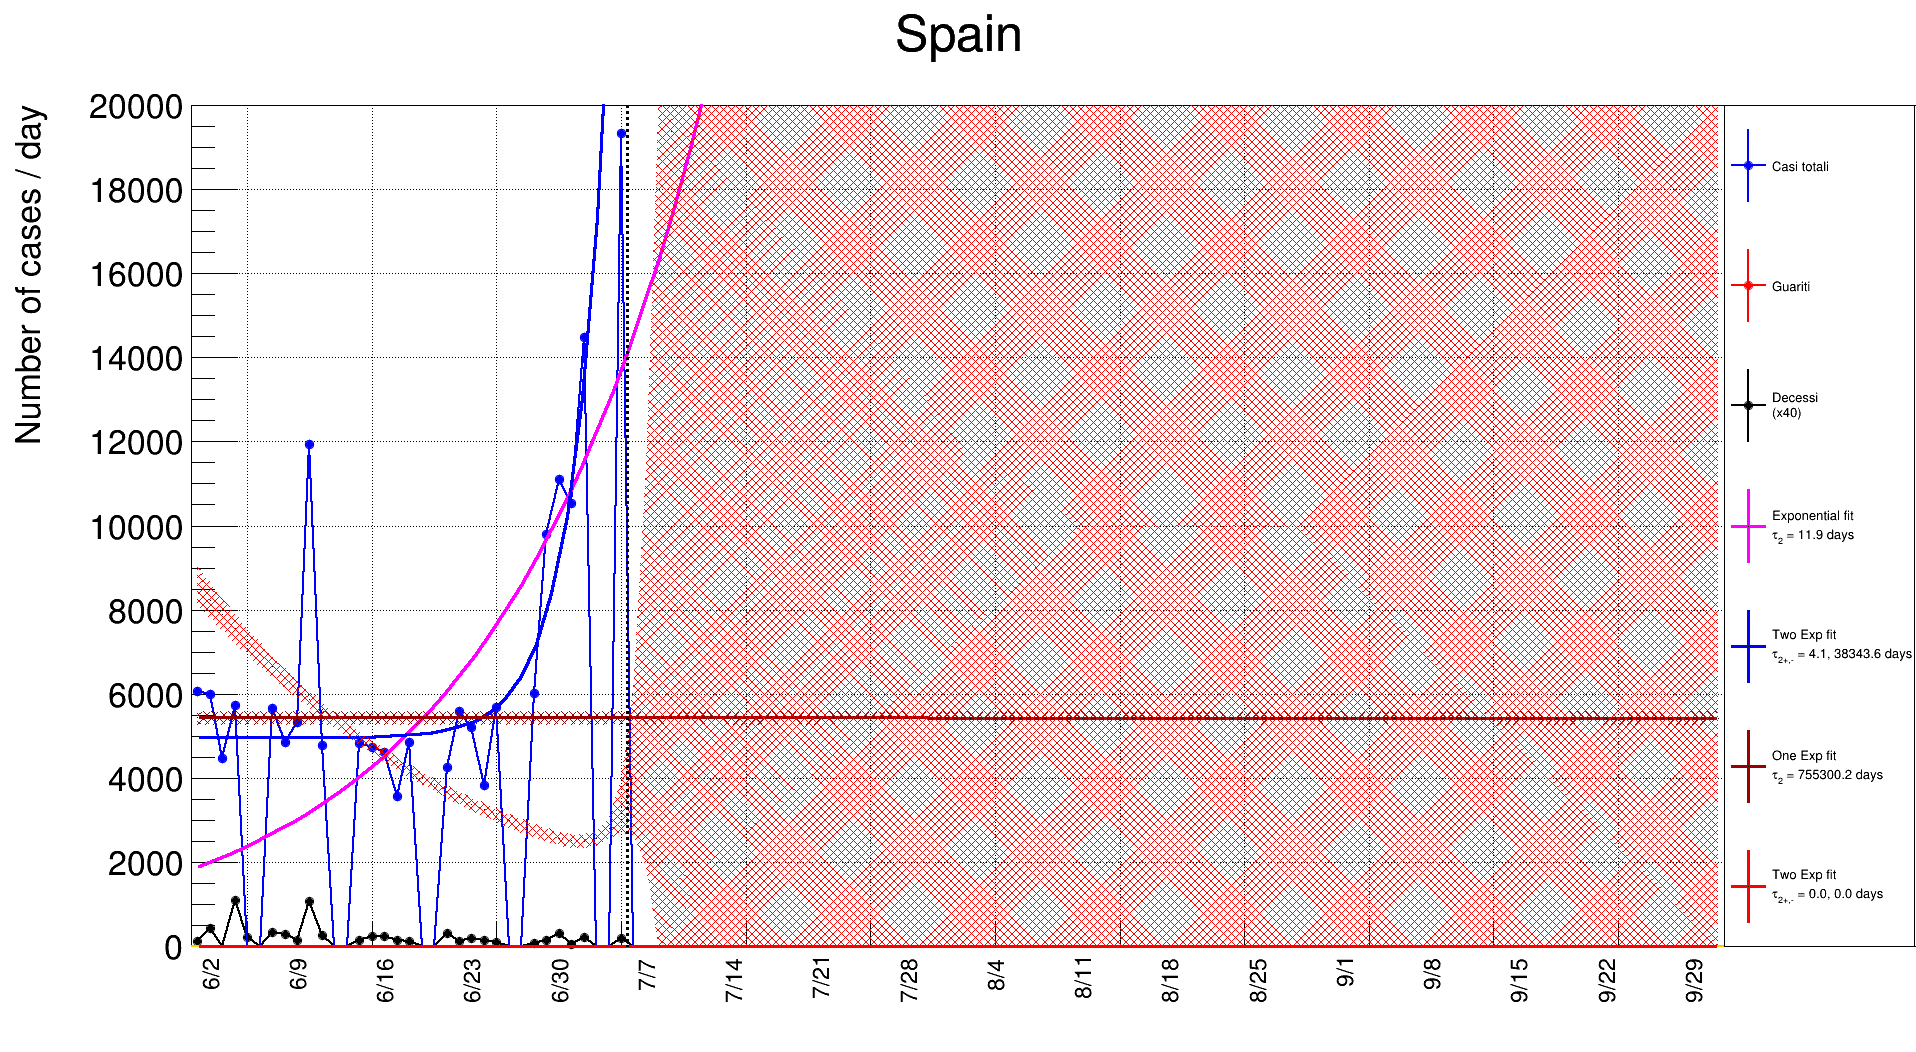 Spain
Number of cases / day
20000
18000
16000
14000
12000
10000
8000
6000
4000
2000
0
6/2
6/9
6/16
6/23
6/30
7/7
7/14
7/21
7/28
8/4
8/11
8/18
8/25
9/1
9/8
9/15
9/22
9/29
Casi totali
Guariti
Decessi
(x40)
Exponential fit
τ2 = 11.9 days
Two Exp fit
τ2+,- = 4.1, 38343.6 days
One Exp fit
τ2 = 755300.2 days
Two Exp fit
τ2+,- = 0.0, 0.0 days